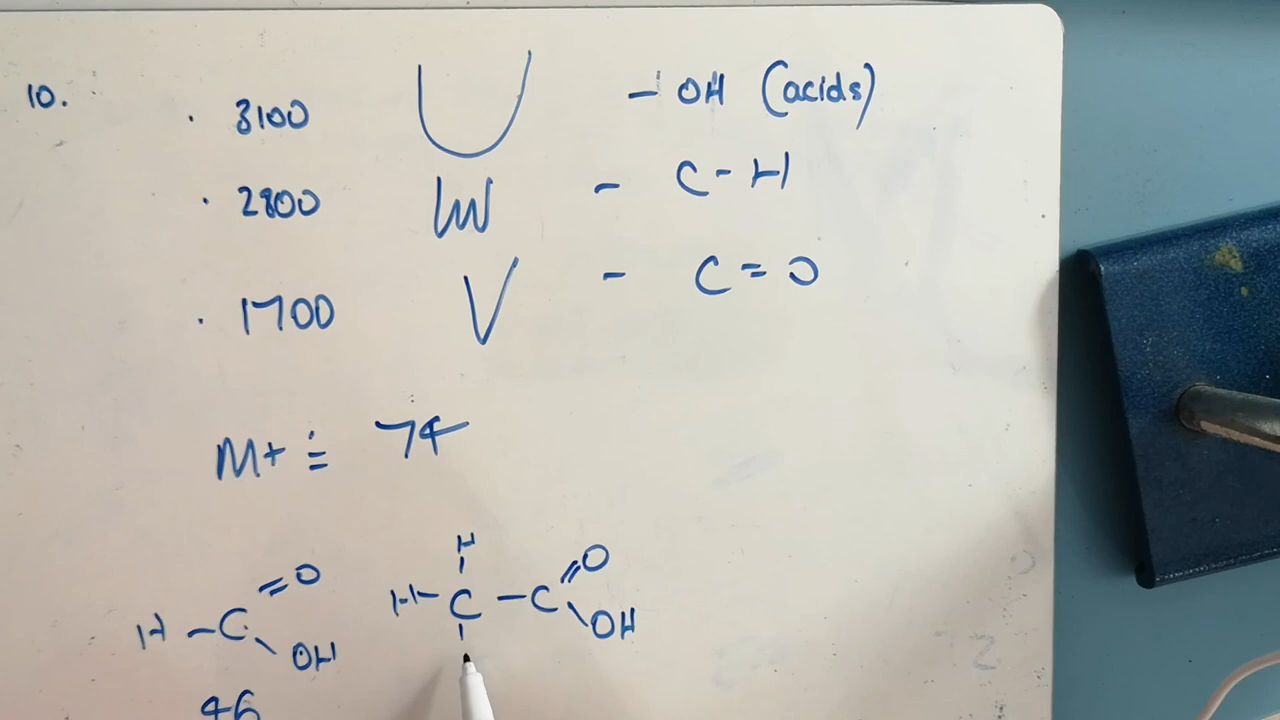 10.
· 3100 - OH (acids)
· 2800 - C-H
· 1700 - C=O
M+ = 74
H
O H-C-C=O
H-C=O OH
OH
46